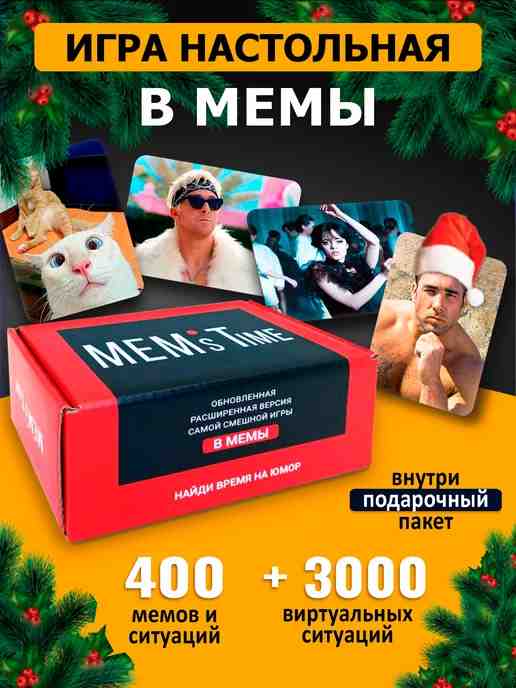 ИГРА НАСТОЛЬНАЯ
В МЕМЫ
MEM's TIME
ОБНОВЛЕННАЯ
РАСШИРЕННАЯ ВЕРСИЯ
САМОЙ СМЕШНОЙ ИГРЫ
В МЕМЫ
НАЙДИ ВРЕМЯ НА ЮМОР
внутри
подарочный
пакет
400
мемов и
ситуаций
+ 3000
виртуальных
ситуаций